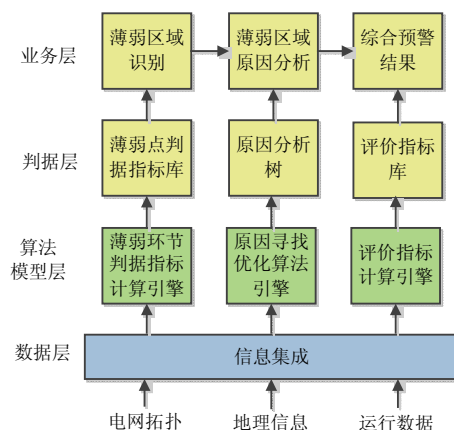 业务层
薄弱区域
识别
薄弱区域
原因分析
综合预警
结果
判据层
薄弱点判
据指标库
原因分析
树
评价指标
库
算法
模型层
薄弱环节
判据指标
计算引擎
原因寻找
优化算法
引擎
评价指标
计算引擎
数据层
信息集成
电网拓扑
地理信息
运行数据